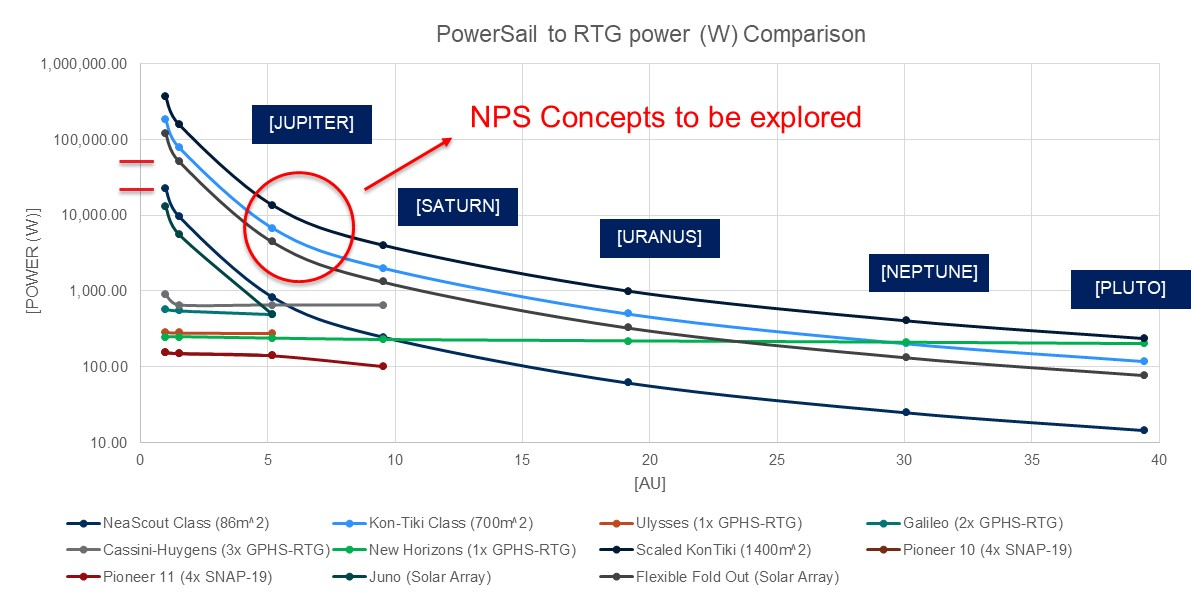 PowerSail to RTG power (W) Comparison
1,000,000.00
100,000.00
10,000.00
1,000.00
100.00
10.00
[POWER (W)]
[JUPITER]
NPS Concepts to be explored
[SATURN]
[URANUS]
[NEPTUNE]
[PLUTO]
0 5 10 15 20 25 30 35 40
[AU]
NeaScout Class (86m^2) Kon-Tiki Class (700m^2) Ulysses (1x GPHS-RTG) Galileo (2x GPHS-RTG)
Cassini-Huygens (3x GPHS-RTG) New Horizons (1x GPHS-RTG) Scaled KonTiki (1400m^2) Pioneer 10 (4x SNAP-19)
Pioneer 11 (4x SNAP-19) Juno (Solar Array) Flexible Fold Out (Solar Array)